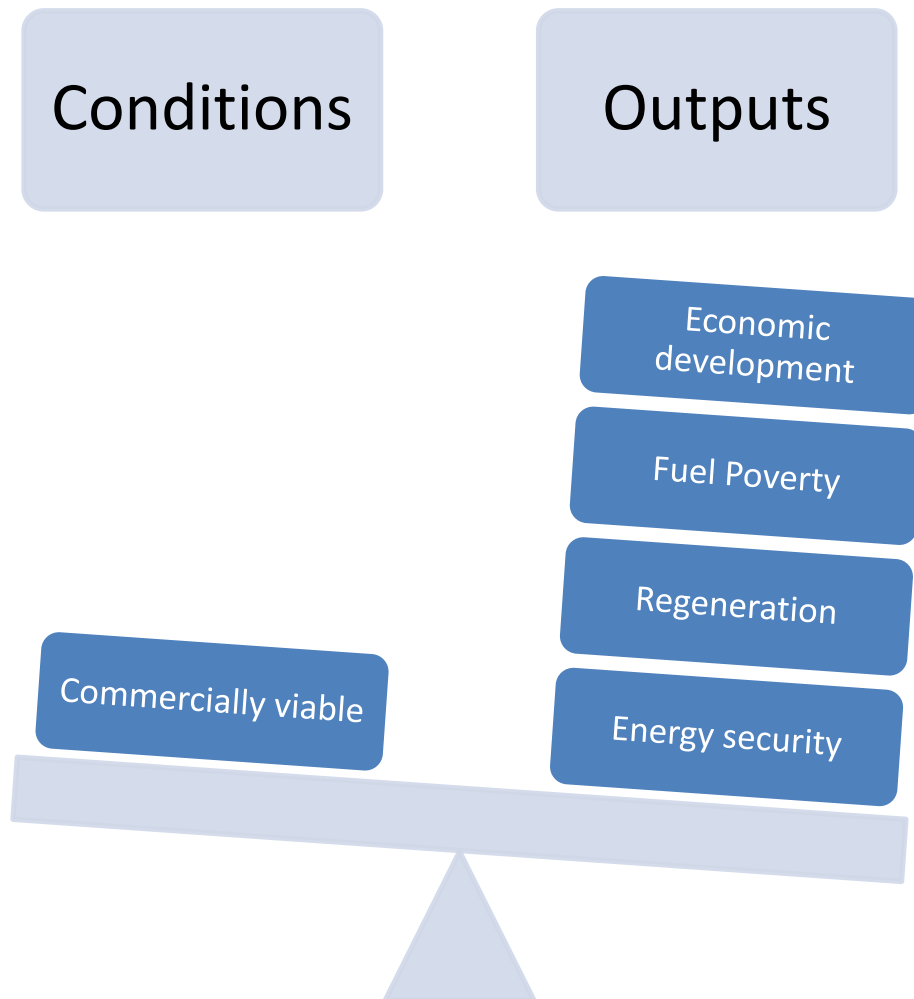 Conditions
Outputs
Economic
development
Fuel Poverty
Regeneration
Commercially viable
Energy security